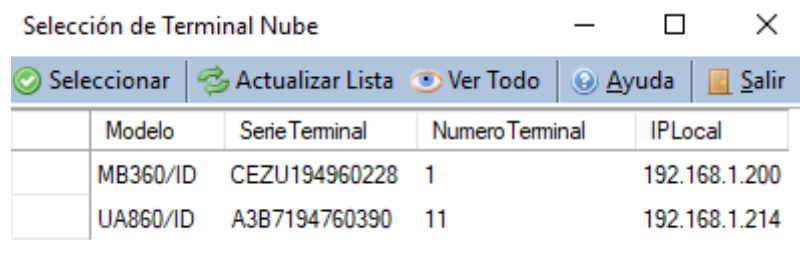 Selección de Terminal Nube
Seleccionar Actualizar Lista Ver Todo Ayuda Salir
Modelo SerieTerminal NumeroTerminal IPLocal
MB360/ID CEZU194960228 1 192.168.1.200
UA860/ID A3B7194760390 11 192.168.1.214